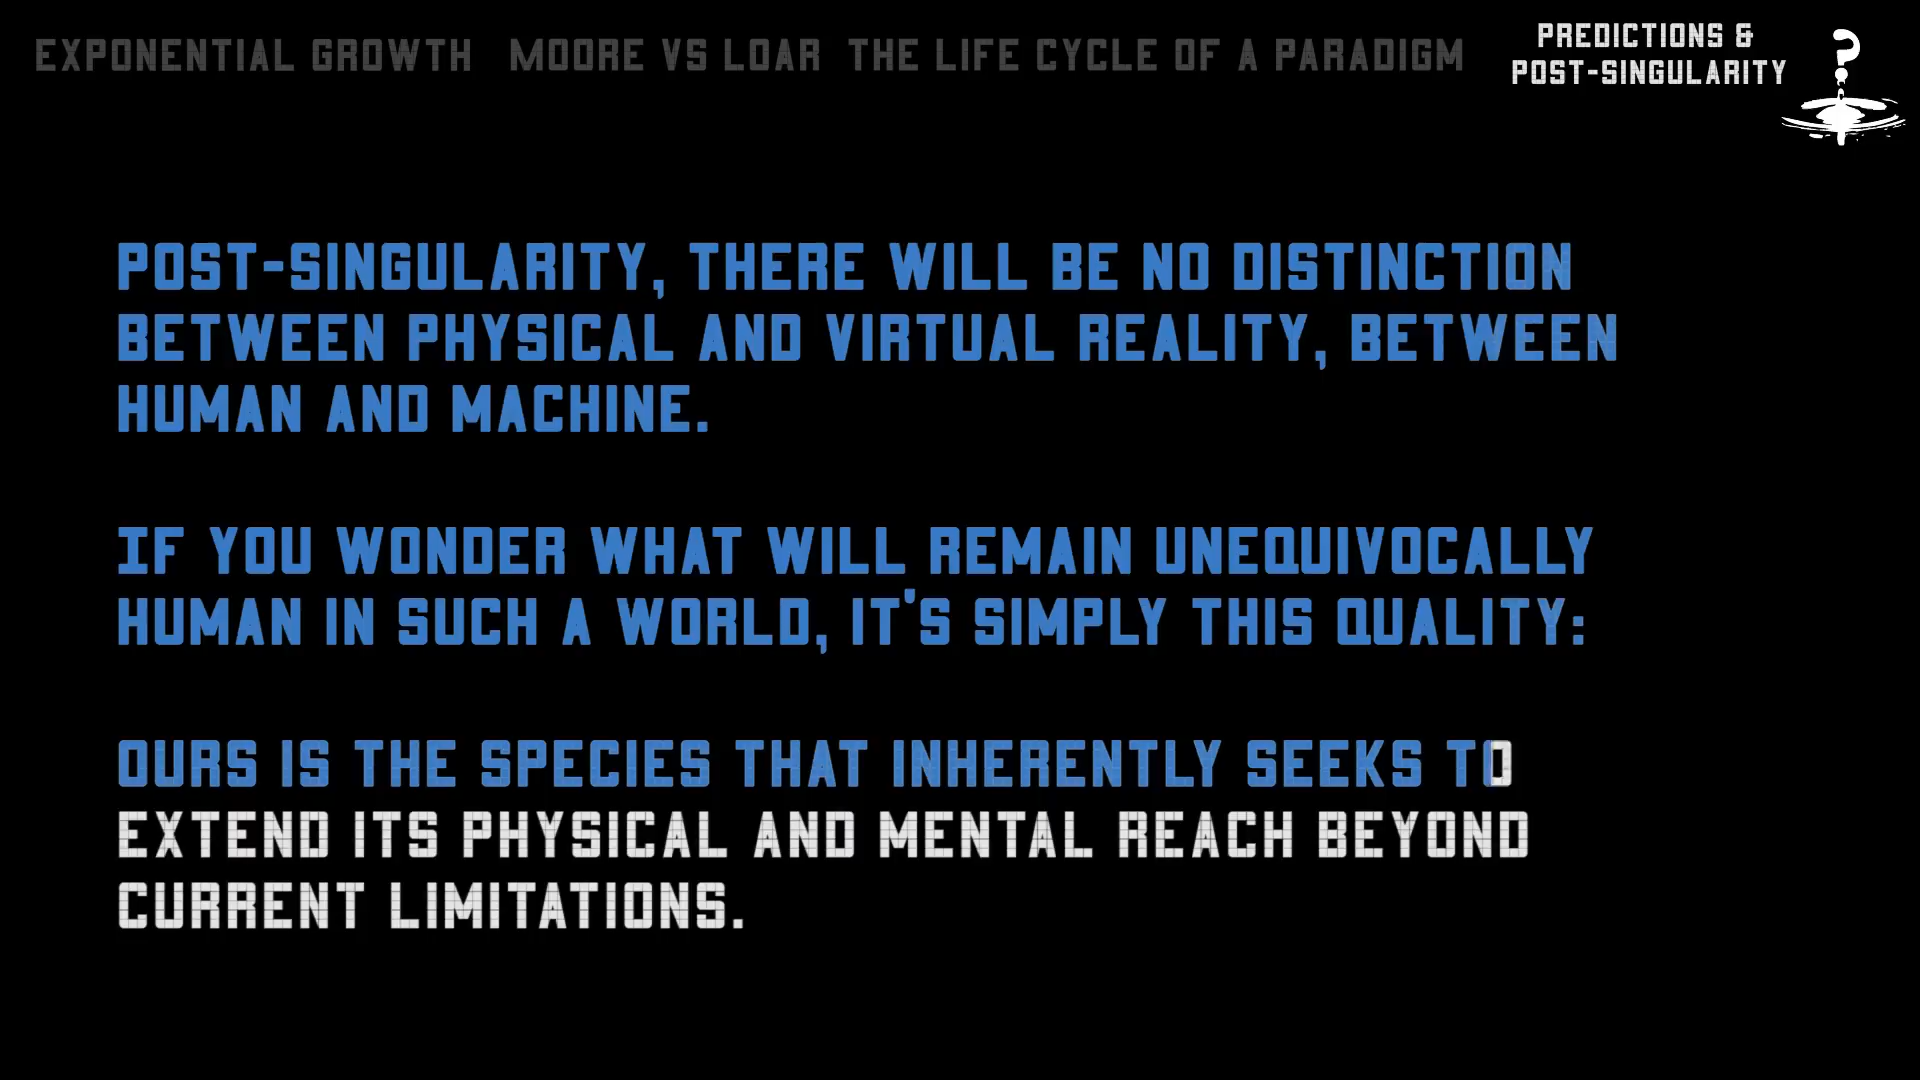 EXPONENTIAL GROWTH MOORE VS LOAR THE LIFE CYCLE OF A PARADIGM
PREDICTIONS &
POST-SINGULARITY
?
POST-SINGULARITY, THERE WILL BE NO DISTINCTION
BETWEEN PHYSICAL AND VIRTUAL REALITY, BETWEEN
HUMAN AND MACHINE.
IF YOU WONDER WHAT WILL REMAIN UNEQUIVOCALLY
HUMAN IN SUCH A WORLD, IT'S SIMPLY THIS QUALITY:
OURS IS THE SPECIES THAT INHERENTLY SEEKS TO
EXTEND ITS PHYSICAL AND MENTAL REACH BEYOND
CURRENT LIMITATIONS.